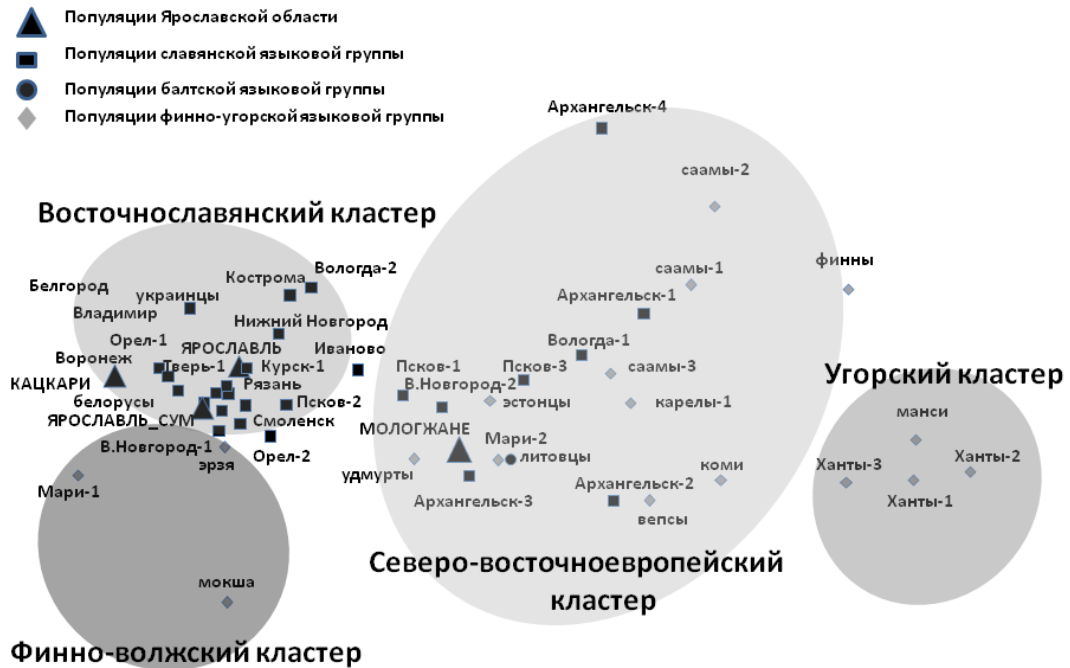 Популяции Ярославской области
Популяции славянской языковой группы
Популяции балтской языковой группы
Популяции финно-угорской языковой группы
Архангельск-4
саамы-2
Восточнославянский кластер
финны
Вологда-2
Кострома
саамы-1
Белгород
украинцы
Архангельск-1
Владимир
Нижний Новгород
Орел-1
ЯРОСЛАВЛЬ
Иваново
Вологда-1
Воронеж
Тверь-1
Курск-1
Псков-1
Псков-3
саамы-3
Угорский кластер
КАЦКАРИ
Рязань
В.Новгород-2
белорусы
Псков-2
эстонцы
карелы-1
манси
ЯРОСЛАВЛЬ_СУМ
Смоленск
МОЛОГЖАНЕ
В.Новгород-1
Орел-2
Мари-2
эрзя
литовцы
Ханты-3
Ханты-2
удмурты
коми
Мари-1
Архангельск-3
Архангельск-2
Ханты-1
вепсы
Северо-восточноевропейский
кластер
мокша
Финно-волжский кластер